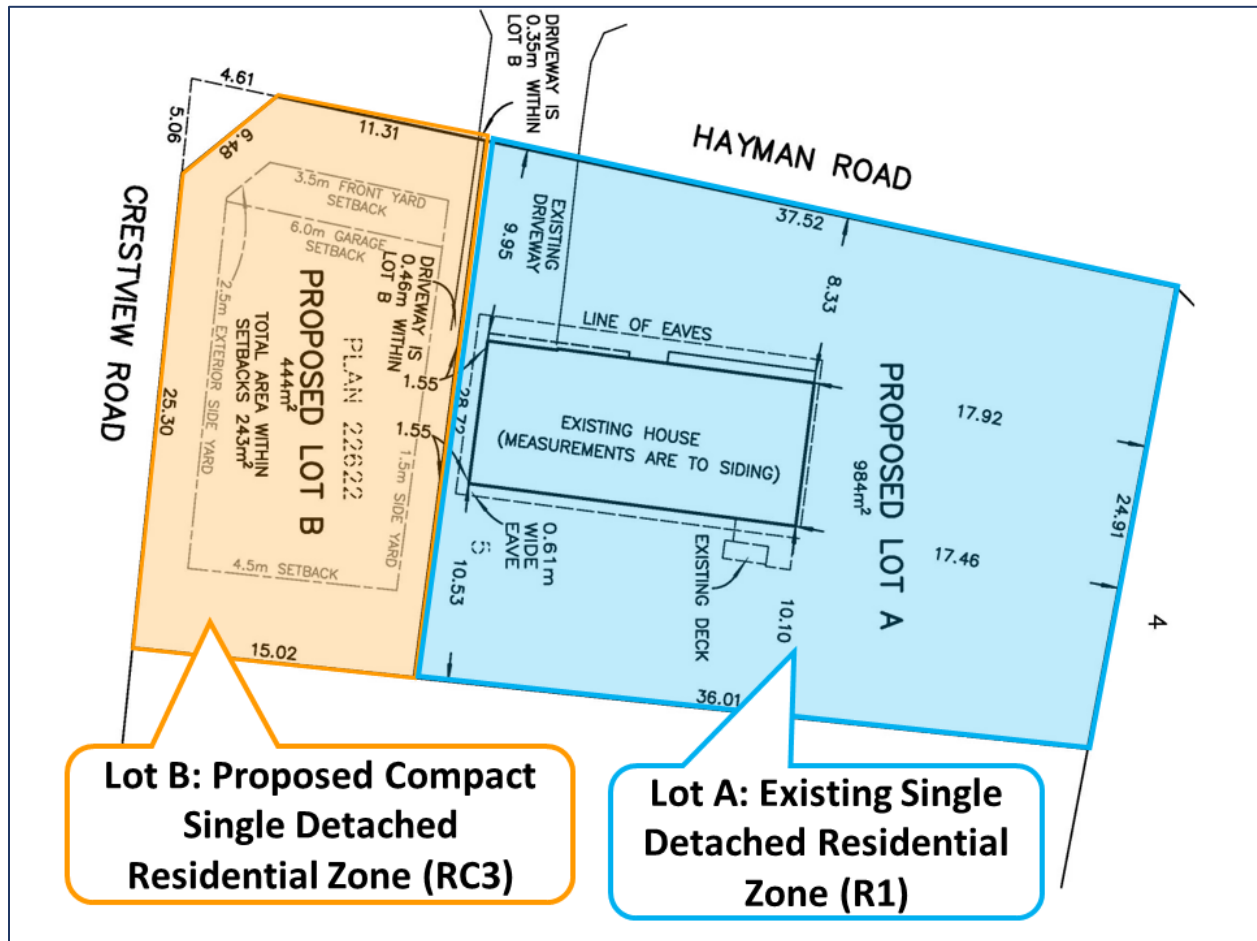 DRIVEWAY IS
0.35m WITHIN
LOT B
4.61
5.06
6.48
11.31
HAYMAN ROAD
37.52
CRESTVIEW ROAD
3.5m FRONT YARD
SETBACK
6.0m GARAGE
SETBACK
EXISTING
DRIVEWAY
9.95
8.33
DRIVEWAY IS
0.46m WITHIN
LOT B
2.5m EXTERIOR SIDE YARD
LINE OF EAVES
PROPOSED LOT B
444m²
TOTAL AREA WITHIN
SETBACKS 243m²
PLAN 22622
1.55
1.55
28.72
25.30
1.5m SIDE YARD
EXISTING HOUSE
(MEASUREMENTS ARE TO SIDING)
PROPOSED LOT A
984m²
17.92
24.91
17.46
4.5m SETBACK
5
0.61m
WIDE
EAVE
10.53
EXISTING DECK
10.10
4
15.02
36.01
Lot B: Proposed Compact
Single Detached
Residential Zone (RC3)
Lot A: Existing Single
Detached Residential
Zone (R1)